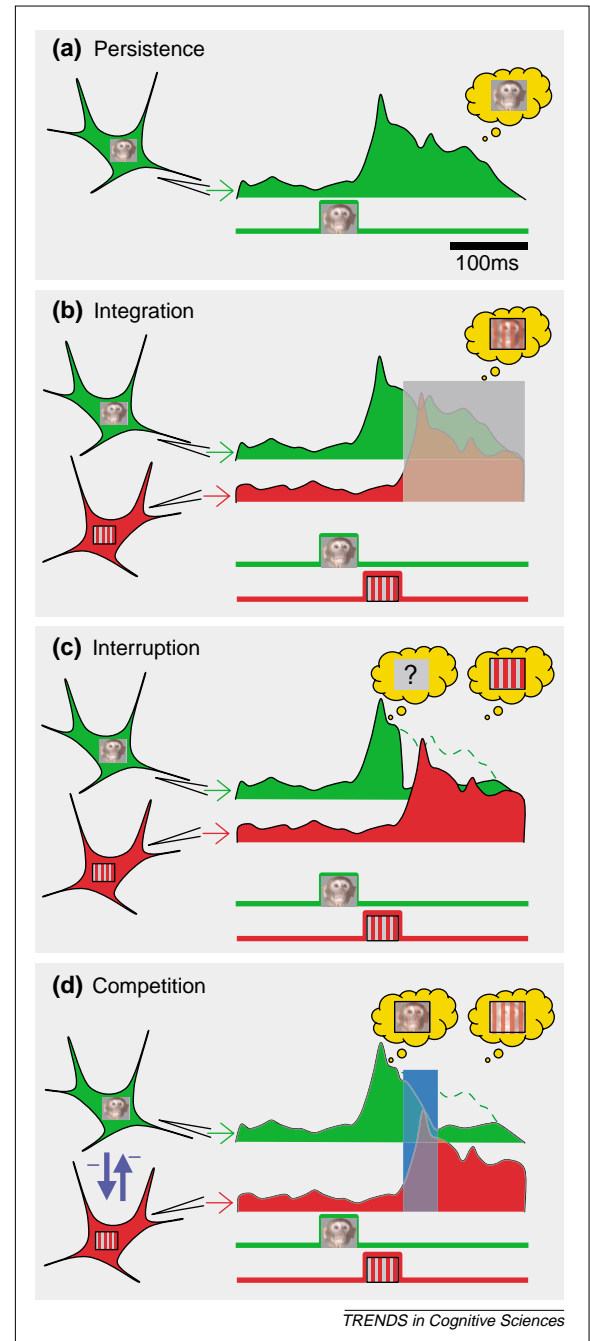 (a) Persistence
100ms
(b) Integration
(c) Interruption
?
(d) Competition
– –
TRENDS in Cognitive Sciences